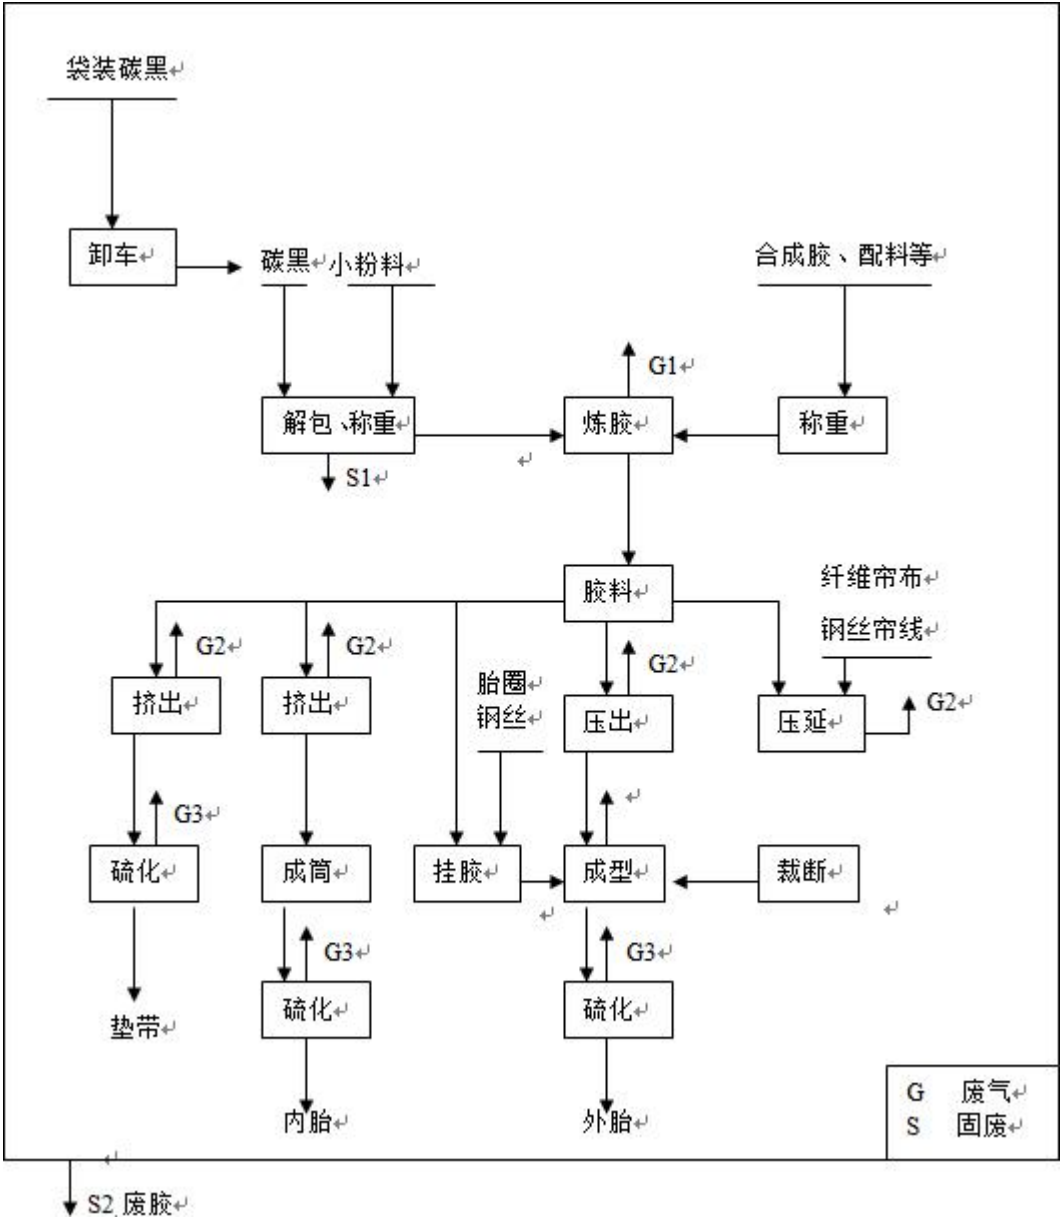 袋装碳黑
卸车
碳黑
小粉料
合成胶、配料等
G1
解包、称重
炼胶
称重
S1
胶料
纤维帘布
钢丝帘线
G2
G2
G2
胎圈
钢丝
挤出
挤出
压出
压延
G2
G3
硫化
成筒
挂胶
成型
裁断
G3
G3
硫化
硫化
垫带
内胎
外胎
G 废气
S 固废
S2 废胶